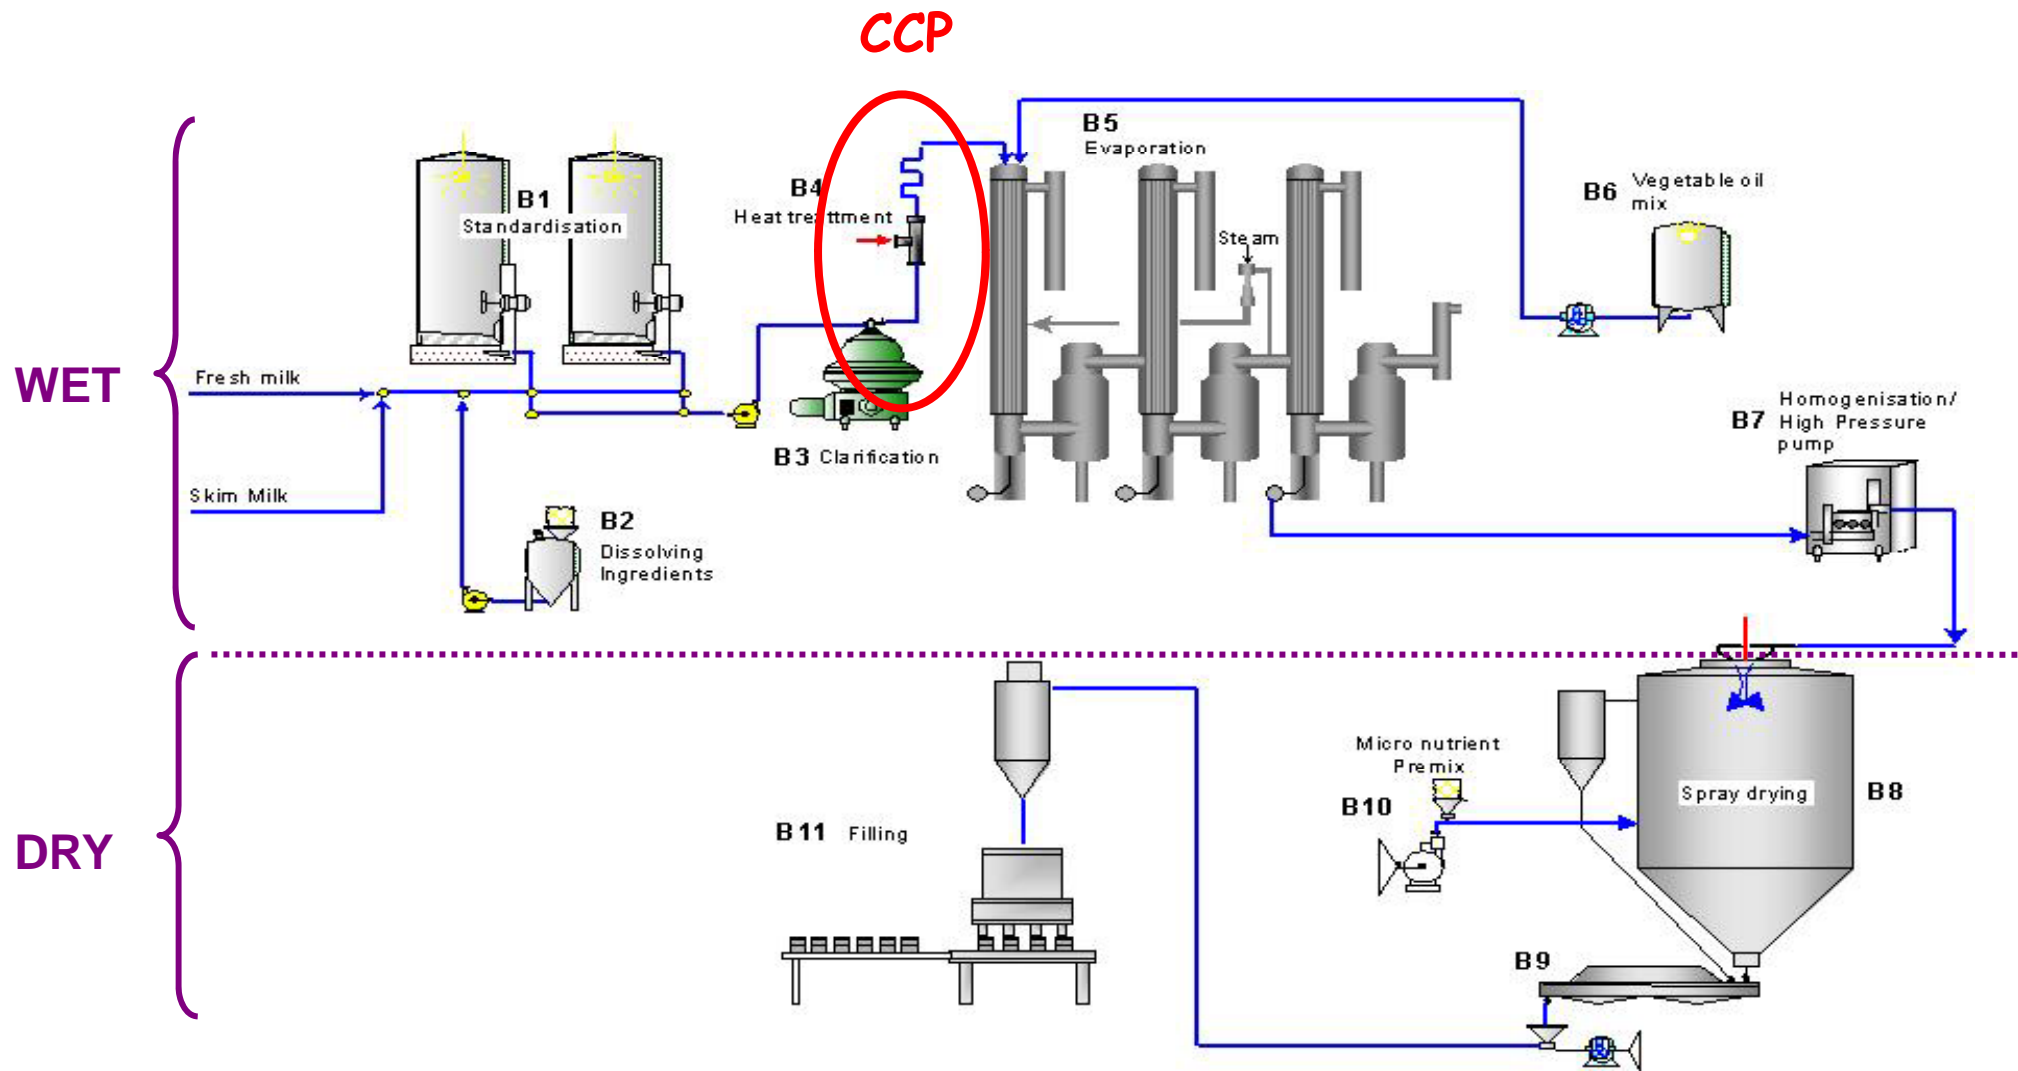 CCP
B5
Evaporation
B1
Standardisation
B4
Heat treattment
Steam
B6
Vegetable oil
mix
WET
Fresh milk
Skim Milk
B3 Clarification
B2
Dissolving
Ingredients
B7
Homogenisation/
High Pressure
pump
DRY
B11 Filling
Micro nutrient
Premix
B10
Spray drying
B8
B9